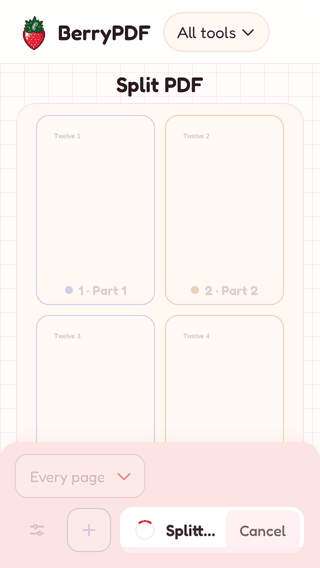 BerryPDF All tools
Split PDF
Twelve 1 Twelve 2
1 · Part 1 2 · Part 2
Twelve 3 Twelve 4
Every page
Splitt... Cancel